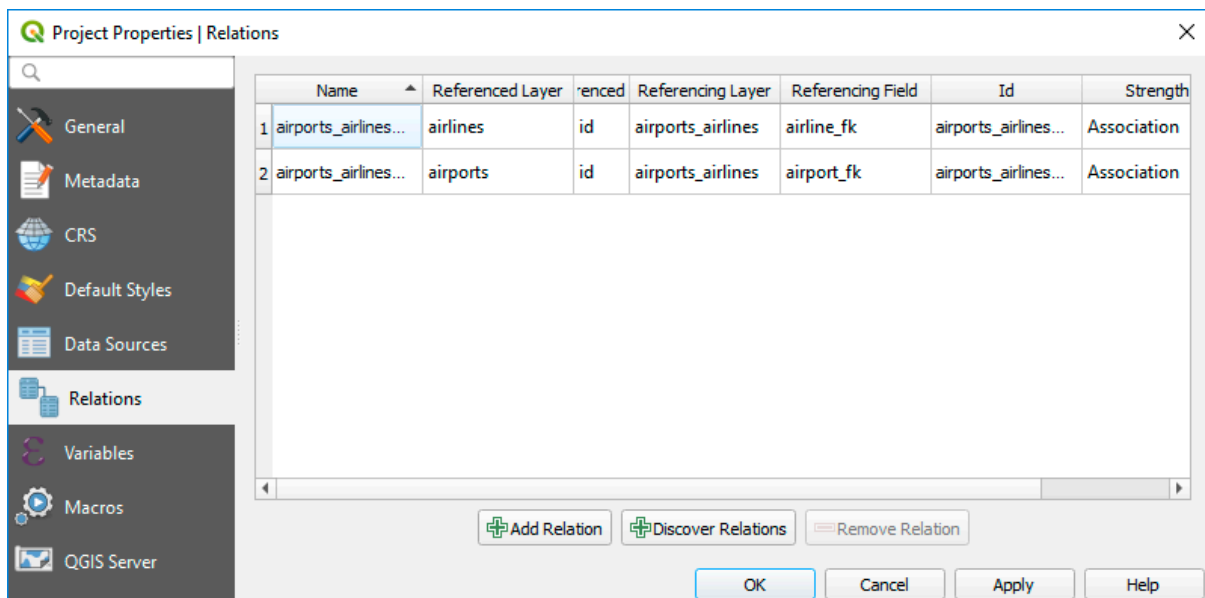 Project Properties | Relations
General
Metadata
CRS
Default Styles
Data Sources
Relations
Variables
Macros
QGIS Server
Name Referenced Layer renced Referencing Layer Referencing Field Id Strength
1 airports_airlines... airlines id airports_airlines airline_fk airports_airlines... Association
2 airports_airlines... airports id airports_airlines airport_fk airports_airlines... Association
Add Relation Discover Relations Remove Relation
OK Cancel Apply Help